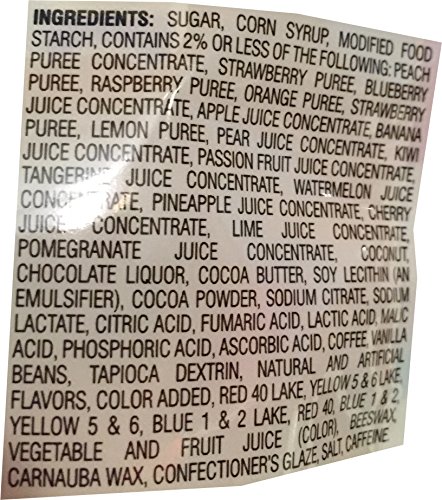 INGREDIENTS: SUGAR, CORN SYRUP, MODIFIED FOOD
STARCH, CONTAINS 2% OR LESS OF THE FOLLOWING: PEACH
PUREE CONCENTRATE, STRAWBERRY PUREE, BLUEBERRY
PUREE, RASPBERRY PUREE, ORANGE PUREE, STRAWBERRY
JUICE CONCENTRATE, APPLE JUICE CONCENTRATE, BANANA
PUREE, LEMON PUREE, PEAR JUICE CONCENTRATE, KIWI
JUICE CONCENTRATE, PASSION FRUIT JUICE CONCENTRATE,
TANGERINE JUICE CONCENTRATE, WATERMELON JUICE
CONCENTRATE, PINEAPPLE JUICE CONCENTRATE, CHERRY
JUICE CONCENTRATE, LIME JUICE CONCENTRATE,
POMEGRANATE JUICE CONCENTRATE, COCONUT,
CHOCOLATE LIQUOR, COCOA BUTTER, SOY LECITHIN (AN
EMULSIFIER), COCOA POWDER, SODIUM CITRATE, SODIUM
LACTATE, CITRIC ACID, FUMARIC ACID, LACTIC ACID, MALIC
ACID, PHOSPHORIC ACID, ASCORBIC ACID, COFFEE, VANILLA
BEANS, TAPIOCA DEXTRIN, NATURAL AND ARTIFICIAL
FLAVORS, COLOR ADDED, RED 40 LAKE, YELLOW 5 & 6 LAKE,
YELLOW 5 & 6, BLUE 1 & 2 LAKE, RED 40, BLUE 1 & 2,
VEGETABLE AND FRUIT JUICE (COLOR), BEESWAX,
CARNAUBA WAX, CONFECTIONER'S GLAZE, SALT, CAFFEINE.